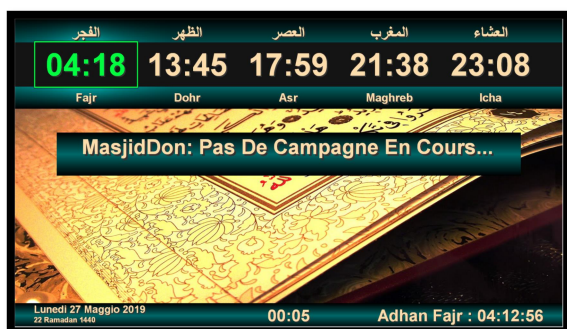 الفجر الظهر العصر المغرب العشاء
04:18 13:45 17:59 21:38 23:08
Fajr Dohr Asr Maghreb Icha
MasjidDon: Pas De Campagne En Cours...
Lunedi 27 Maggio 2019
22 Ramadan 1440
00:05
Adhan Fajr : 04:12:56